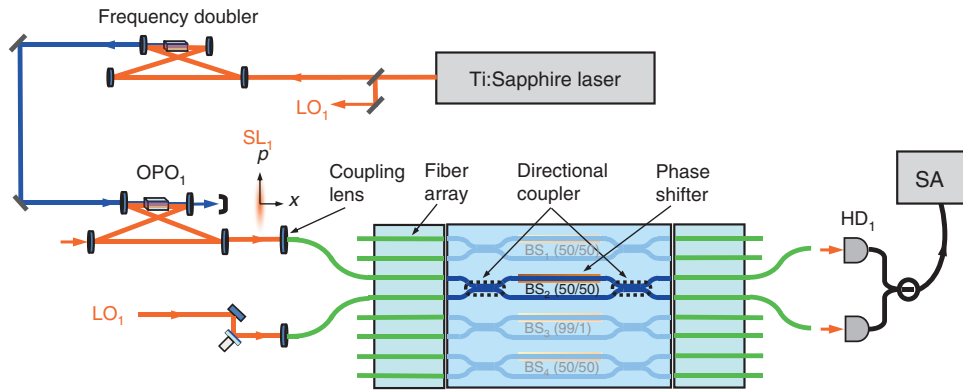 Frequency doubler
Ti:Sapphire laser
LO₁
SL₁
p
x
OPO₁
Coupling lens
Fiber array
Directional coupler
Phase shifter
SA
HD₁
BS₁ (50/50)
BS₂ (50/50)
LO₁
BS₃ (99/1)
BS₄ (50/50)